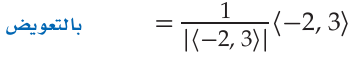 = 1/|⟨−2, 3⟩| ⟨−2, 3⟩ بالتعويض